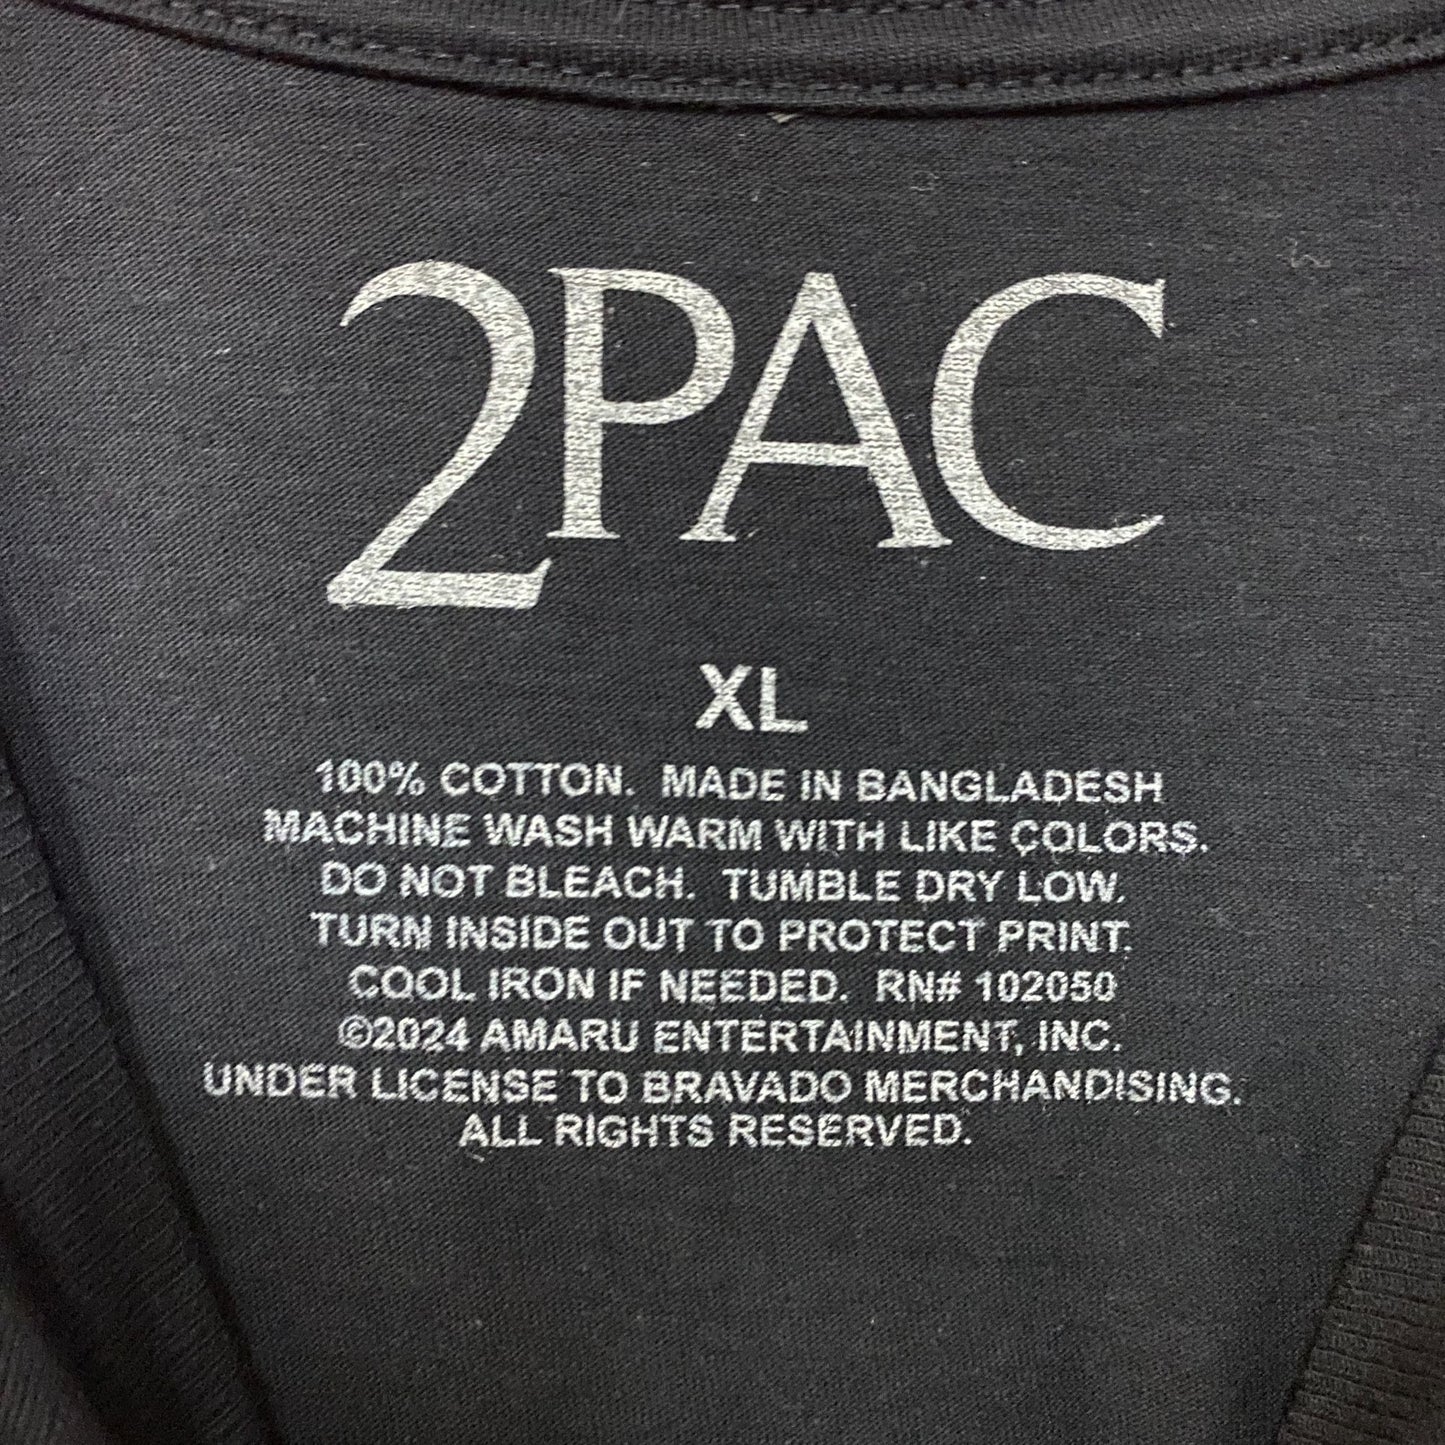 2PAC
XL
100% COTTON. MADE IN BANGLADESH
MACHINE WASH WARM WITH LIKE COLORS.
DO NOT BLEACH. TUMBLE DRY LOW.
TURN INSIDE OUT TO PROTECT PRINT.
COOL IRON IF NEEDED. RN# 102050
©2024 AMARU ENTERTAINMENT, INC.
UNDER LICENSE TO BRAVADO MERCHANDISING.
ALL RIGHTS RESERVED.